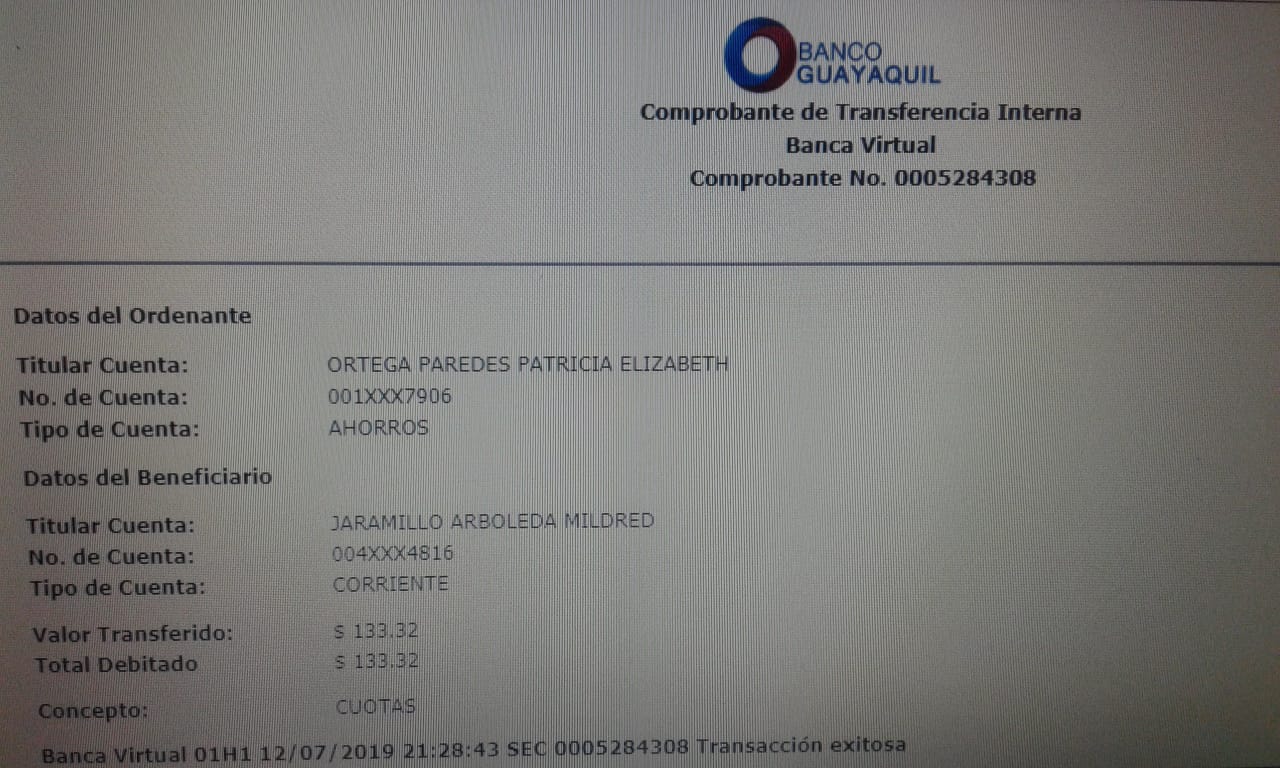 BANCO
GUAYAQUIL
Comprobante de Transferencia Interna
Banca Virtual
Comprobante No. 0005284308
Datos del Ordenante
Titular Cuenta: ORTEGA PAREDES PATRICIA ELIZABETH
No. de Cuenta: 001XXX7906
Tipo de Cuenta: AHORROS
Datos del Beneficiario
Titular Cuenta: JARAMILLO ARBOLEDA MILDRED
No. de Cuenta: 004XXX4816
Tipo de Cuenta: CORRIENTE
Valor Transferido: $ 133.32
Total Debitado $ 133.32
Concepto: CUOTAS
Banca Virtual 01H1 12/07/2019 21:28:43 SEC 0005284308 Transacción exitosa